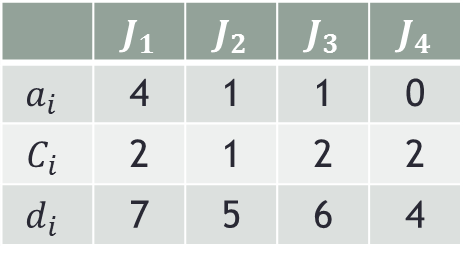 J₁ J₂ J₃ J₄
aᵢ 4 1 1 0
Cᵢ 2 1 2 2
dᵢ 7 5 6 4